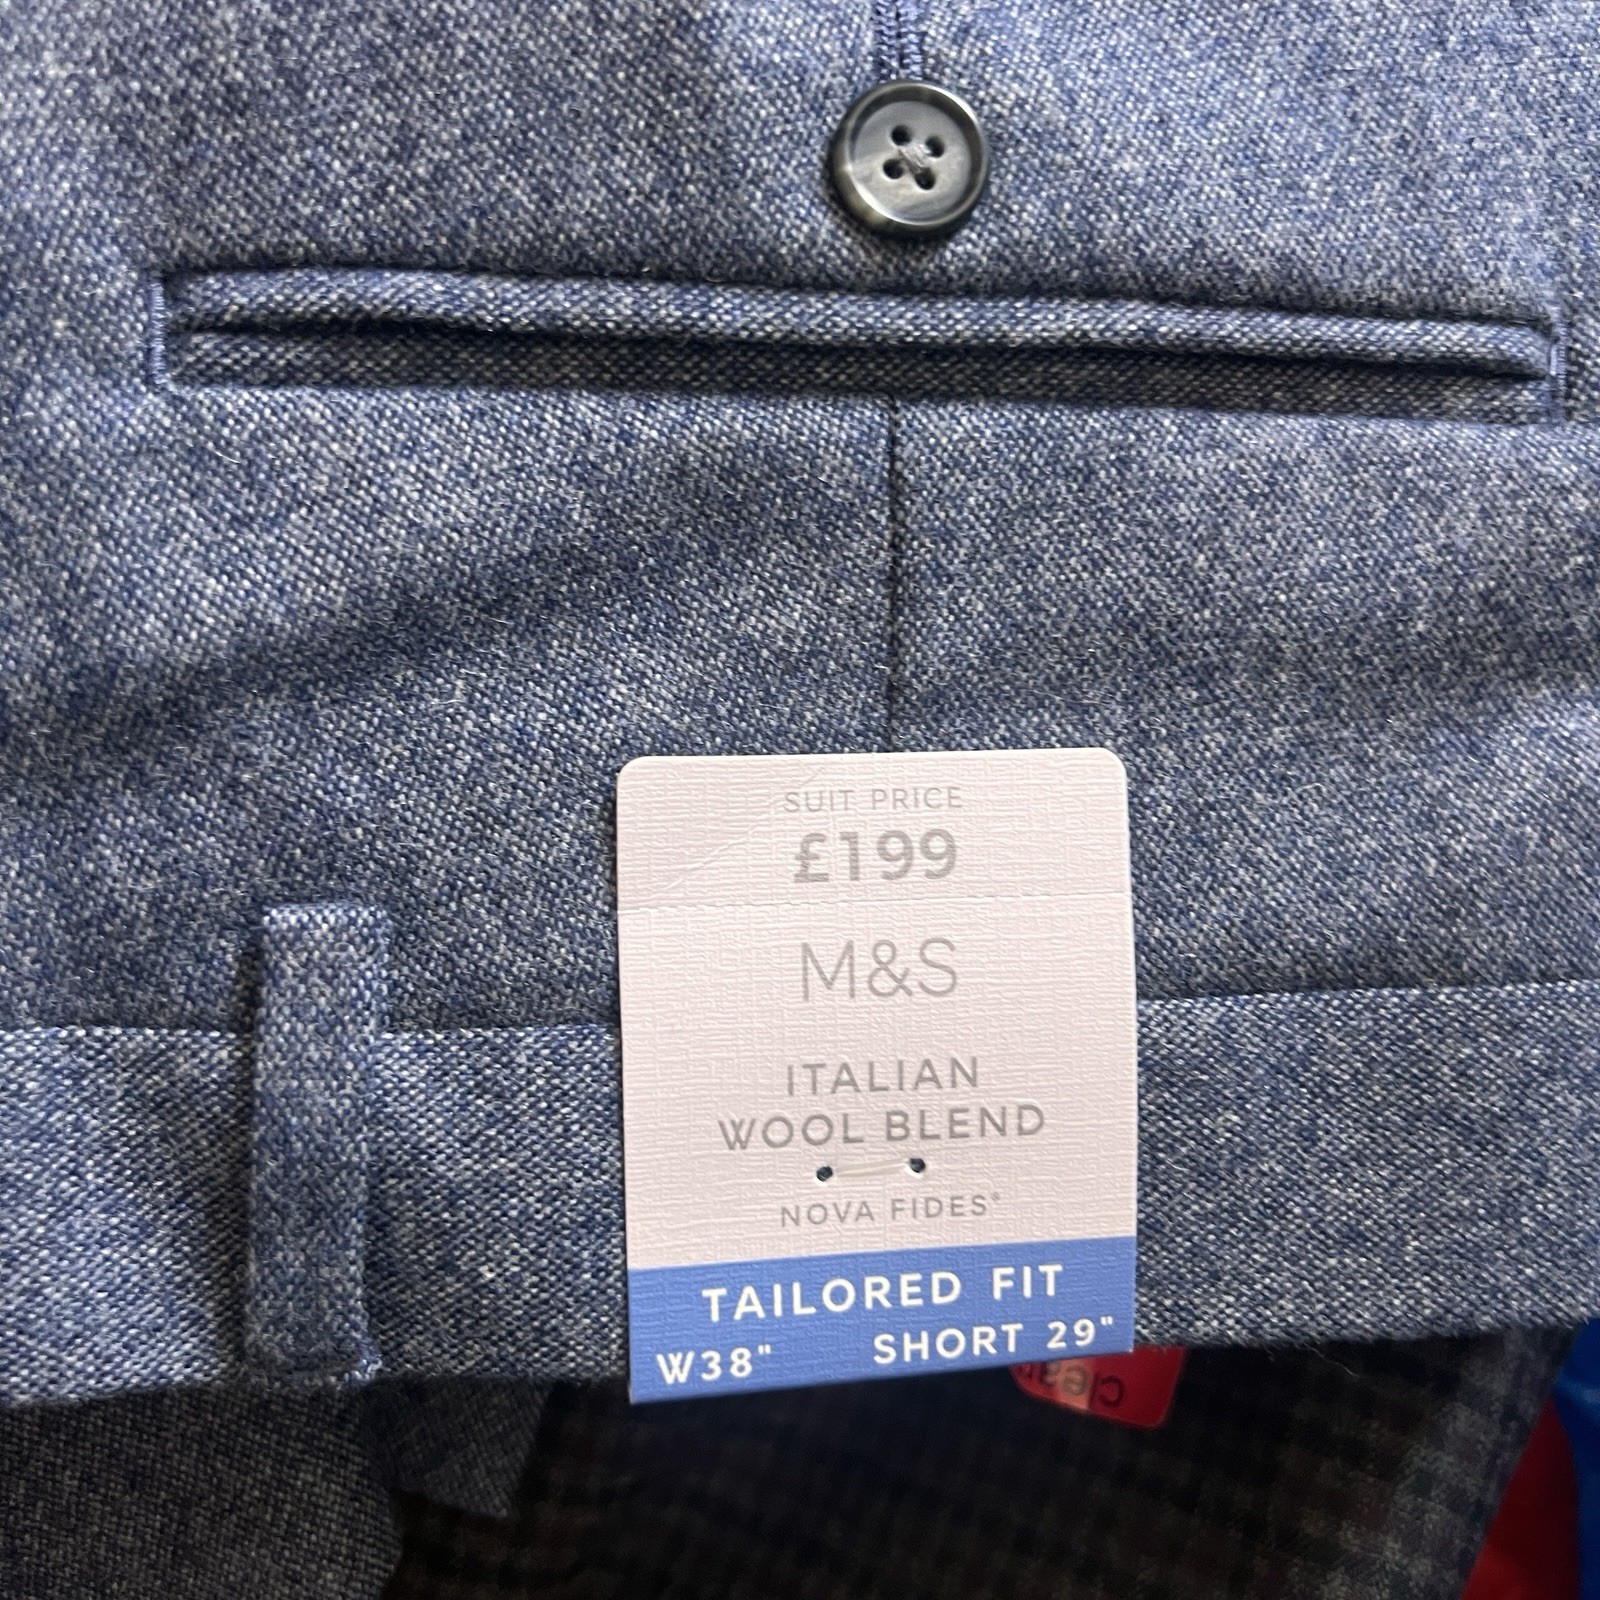 SUIT PRICE
£199
M&S
ITALIAN
WOOL BLEND
NOVA FIDES®
TAILORED FIT
W38" SHORT 29"